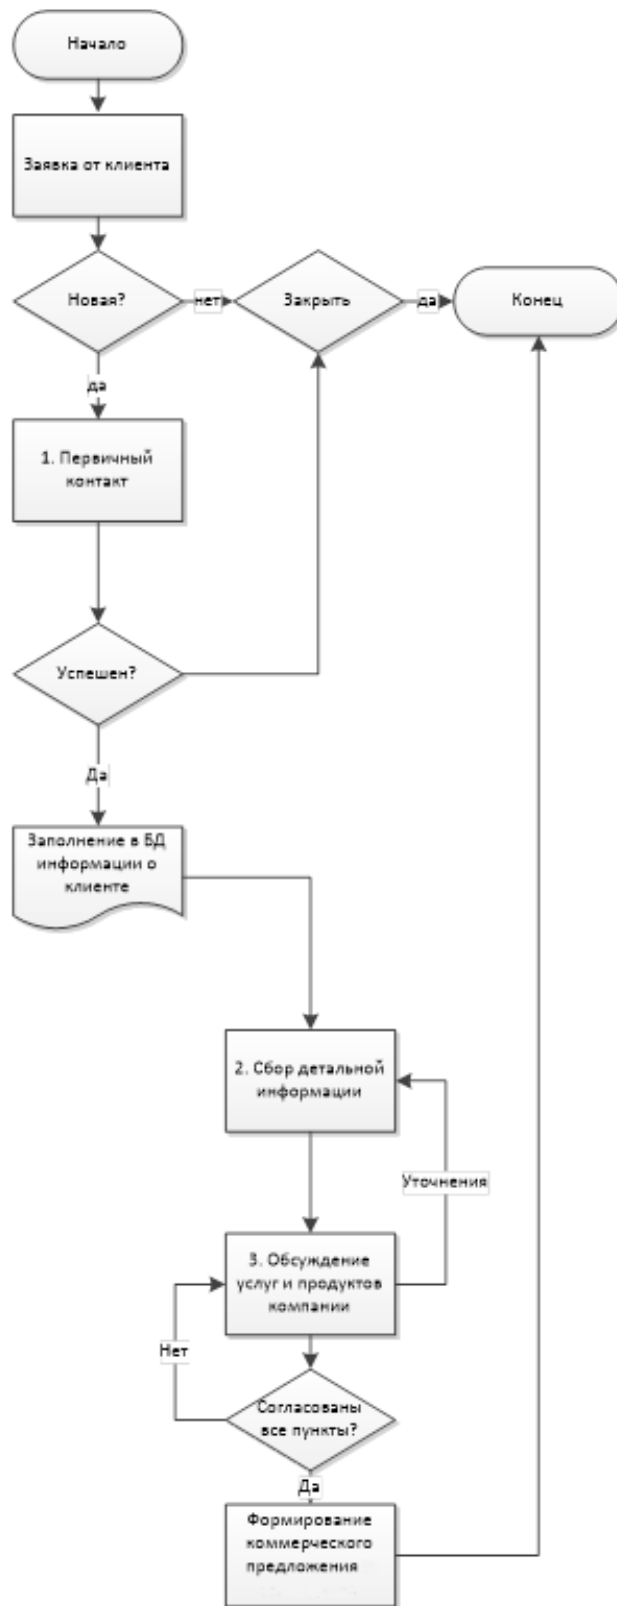 Начало
Заявка от клиента
Новая?
нет
Закрыть
да
Конец
да
1. Первичный
контакт
Успешен?
Да
Заполнение в БД
информации о
клиенте
2. Сбор детальной
информации
Уточнения
3. Обсуждение
услуг и продуктов
компании
Нет
Согласованы
все пункты?
Да
Формирование
коммерческого
предложения